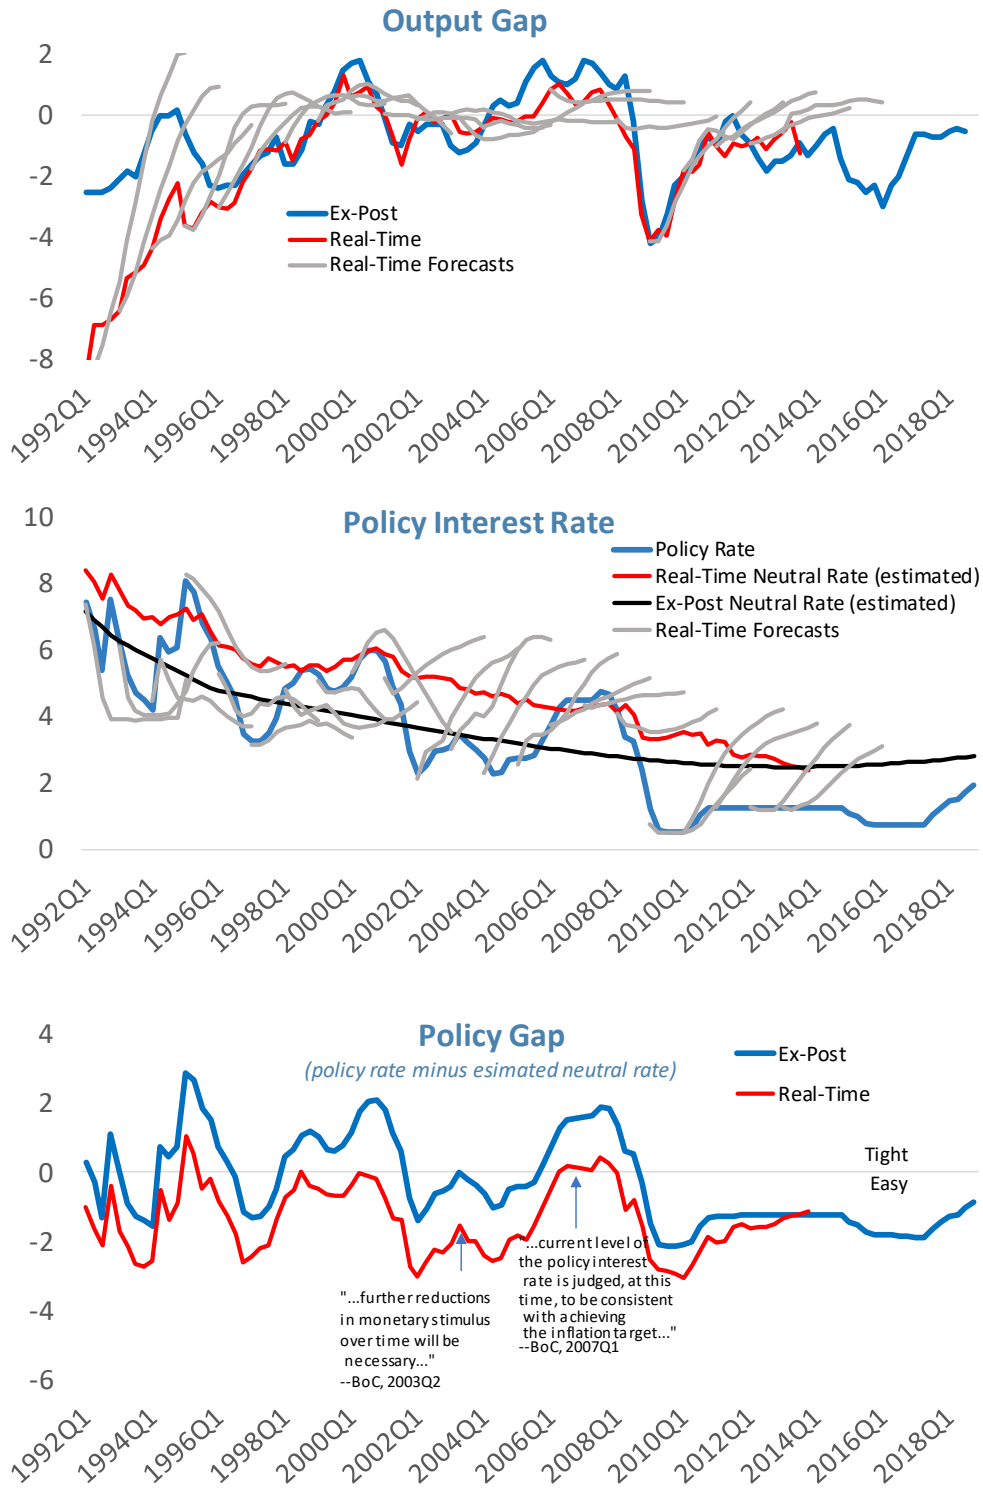 Output Gap
2
0
-2
-4
-6
-8
Ex-Post
Real-Time
Real-Time Forecasts
1992Q1
1994Q1
1996Q1
1998Q1
2000Q1
2002Q1
2004Q1
2006Q1
2008Q1
2010Q1
2012Q1
2014Q1
2016Q1
2018Q1
Policy Interest Rate
10
8
6
4
2
0
Policy Rate
Real-Time Neutral Rate (estimated)
Ex-Post Neutral Rate (estimated)
Real-Time Forecasts
1992Q1
1994Q1
1996Q1
1998Q1
2000Q1
2002Q1
2004Q1
2006Q1
2008Q1
2010Q1
2012Q1
2014Q1
2016Q1
2018Q1
Policy Gap
(policy rate minus esimated neutral rate)
4
2
0
-2
-4
-6
Ex-Post
Real-Time
Tight
Easy
"...further reductions
in monetary stimulus
over time will be
necessary..."
--BoC, 2003Q2
"...current level of
the policy interest
rate is judged, at this
time, to be consistent
with achieving
the inflation target..."
--BoC, 2007Q1
1992Q1
1994Q1
1996Q1
1998Q1
2000Q1
2002Q1
2004Q1
2006Q1
2008Q1
2010Q1
2012Q1
2014Q1
2016Q1
2018Q1